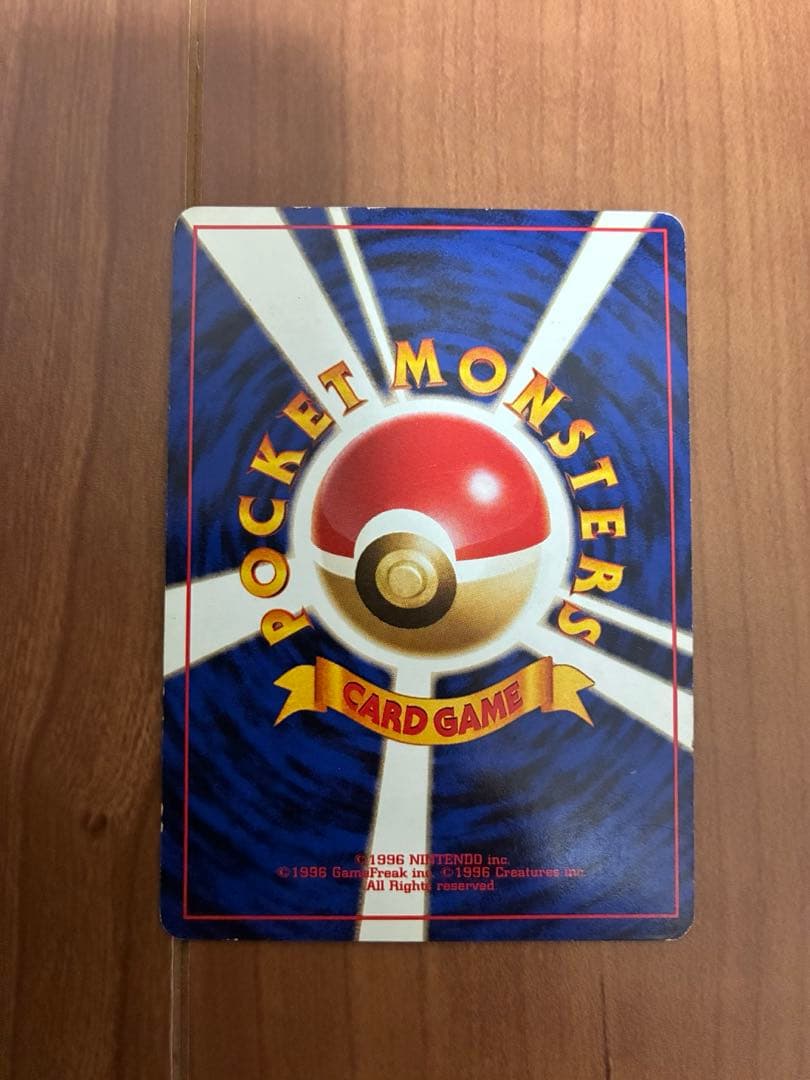 POCKET MONSTERS
CARD GAME
©1996 NINTENDO inc.
©1996 GameFreak inc. ©1996 Creatures inc.
All Rights reserved